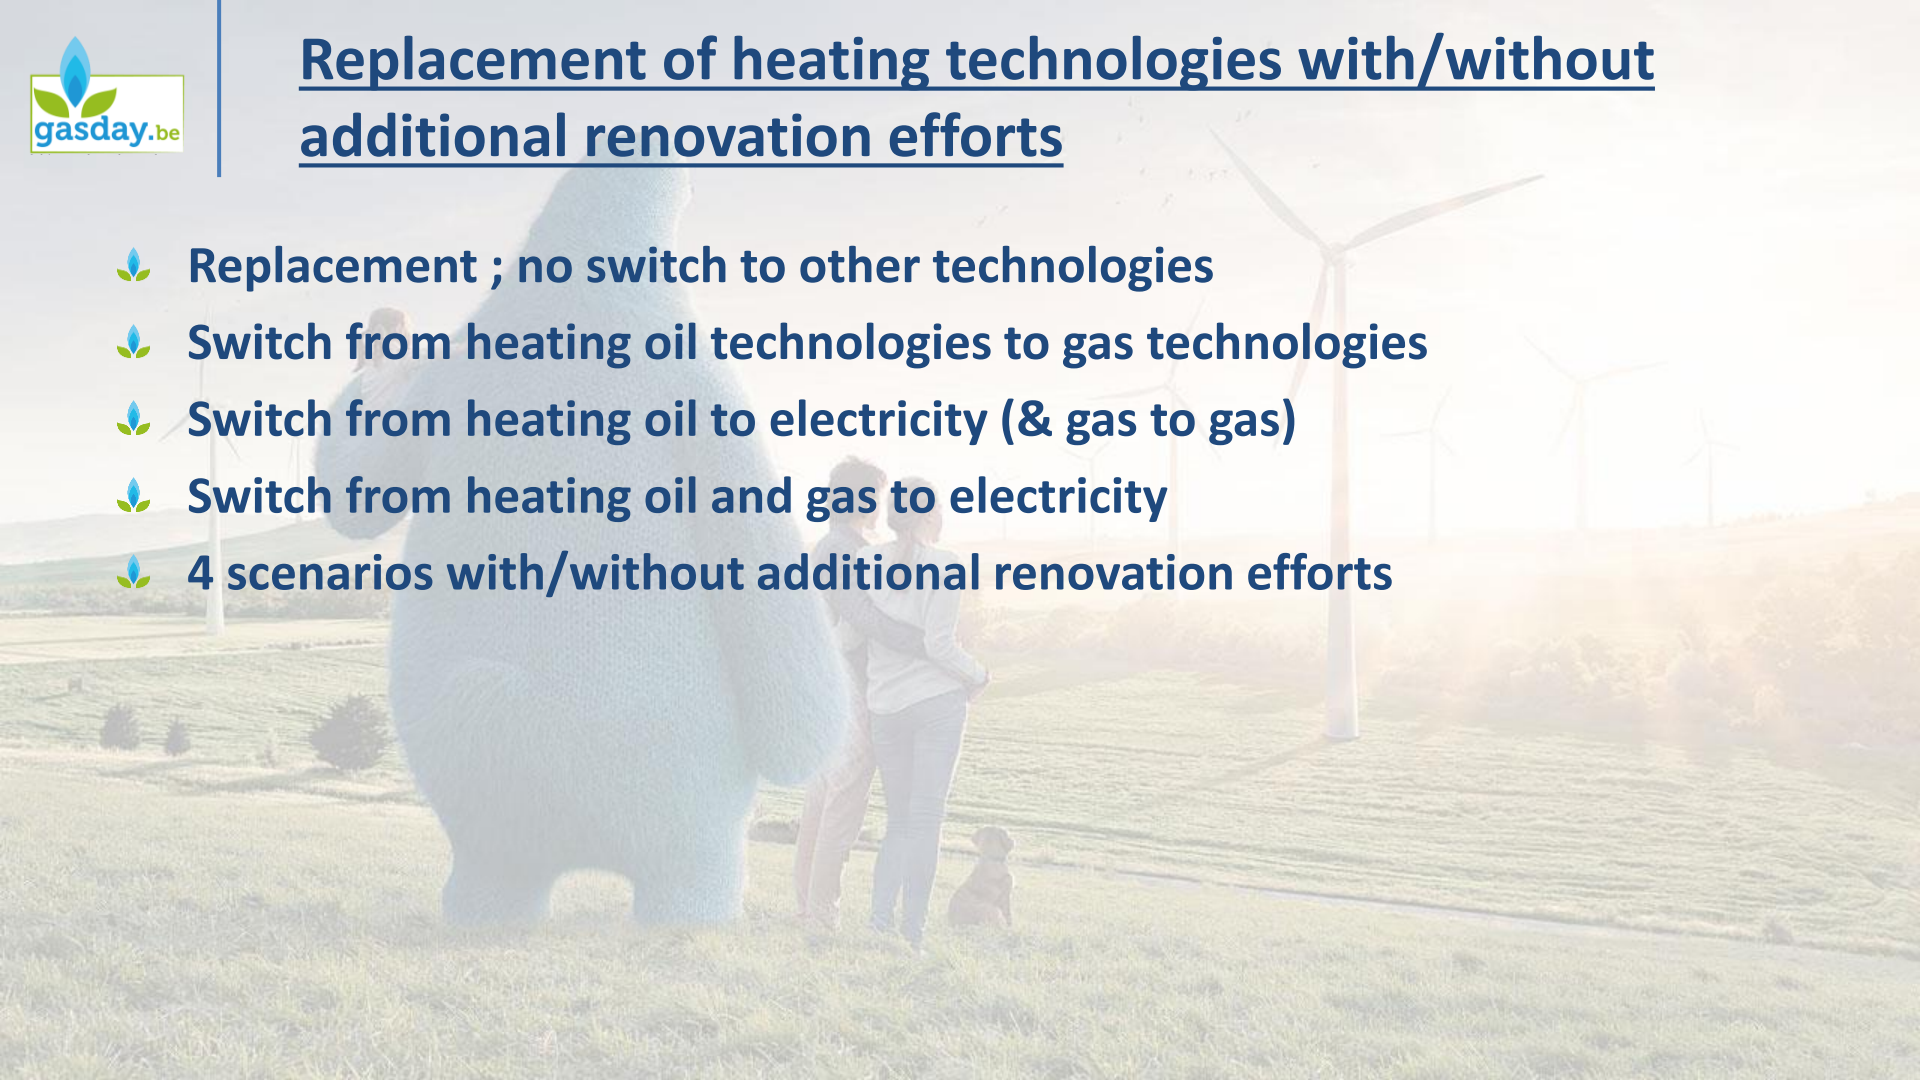 gasday.be
Replacement of heating technologies with/without
additional renovation efforts
Replacement ; no switch to other technologies
Switch from heating oil technologies to gas technologies
Switch from heating oil to electricity (& gas to gas)
Switch from heating oil and gas to electricity
4 scenarios with/without additional renovation efforts